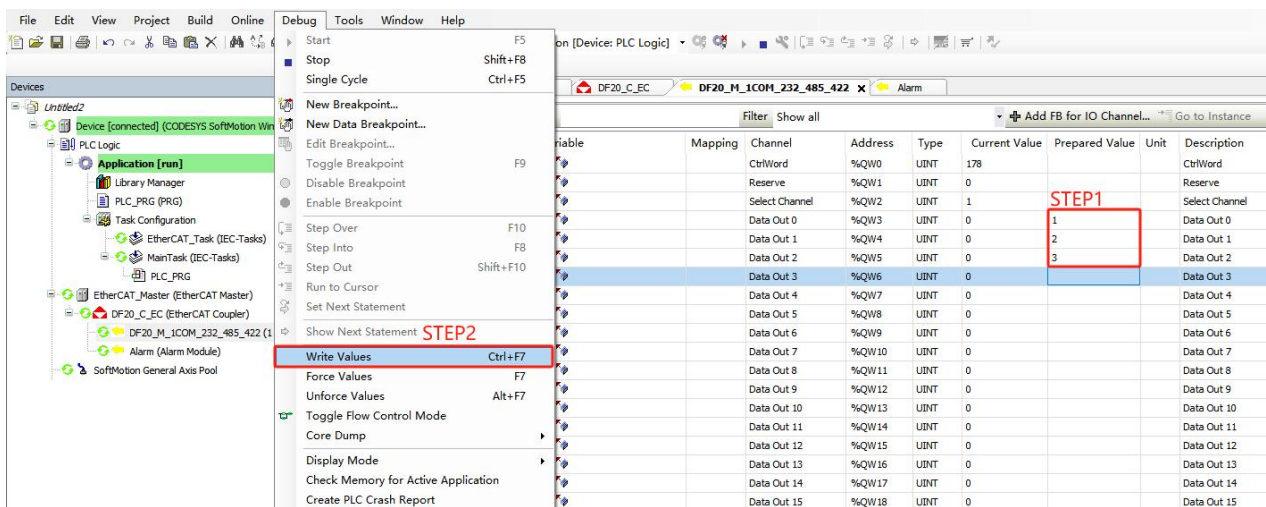 File Edit View Project Build Online Debug Tools Window Help
Start F5
on [Device: PLC Logic]
Stop Shift+F8
Single Cycle Ctrl+F5
Devices
DF20_C_EC
DF20_M_1COM_232_485_422 x
Alarm
Untitled2
New Breakpoint...
Filter Show all
Add FB for IO Channel...
Go to Instance
Device [connected] (CODESYS SoftMotion Win
New Data Breakpoint...
PLC Logic
Edit Breakpoint...
riable Mapping Channel Address Type Current Value Prepared Value Unit Description
Application [run]
Toggle Breakpoint F9
CtrlWord %QW0 UINT 178 CtrlWord
Library Manager
Disable Breakpoint
Reserve %QW1 UINT 0 Reserve
PLC_PRG (PRG)
Enable Breakpoint
Select Channel %QW2 UINT 1 STEP1 Select Channel
Task Configuration
Step Over F10
Data Out 0 %QW3 UINT 0 1 Data Out 0
EtherCAT_Task (IEC-Tasks)
Step Into F8
Data Out 1 %QW4 UINT 0 2 Data Out 1
MainTask (IEC-Tasks)
Step Out Shift+F10
Data Out 2 %QW5 UINT 0 3 Data Out 2
PLC_PRG
Run to Cursor
Data Out 3 %QW6 UINT 0 Data Out 3
EtherCAT_Master (EtherCAT Master)
Set Next Statement
Data Out 4 %QW7 UINT 0 Data Out 4
DF20_C_EC (EtherCAT Coupler)
Data Out 5 %QW8 UINT 0 Data Out 5
DF20_M_1COM_232_485_422 (1
Show Next Statement STEP2
Data Out 6 %QW9 UINT 0 Data Out 6
Alarm (Alarm Module)
Write Values Ctrl+F7
Data Out 7 %QW10 UINT 0 Data Out 7
SoftMotion General Axis Pool
Force Values F7
Data Out 8 %QW11 UINT 0 Data Out 8
Unforce Values Alt+F7
Data Out 9 %QW12 UINT 0 Data Out 9
Toggle Flow Control Mode
Data Out 10 %QW13 UINT 0 Data Out 10
Core Dump
Data Out 11 %QW14 UINT 0 Data Out 11
Data Out 12 %QW15 UINT 0 Data Out 12
Display Mode
Data Out 13 %QW16 UINT 0 Data Out 13
Check Memory for Active Application
Data Out 14 %QW17 UINT 0 Data Out 14
Create PLC Crash Report
Data Out 15 %QW18 UINT 0 Data Out 15